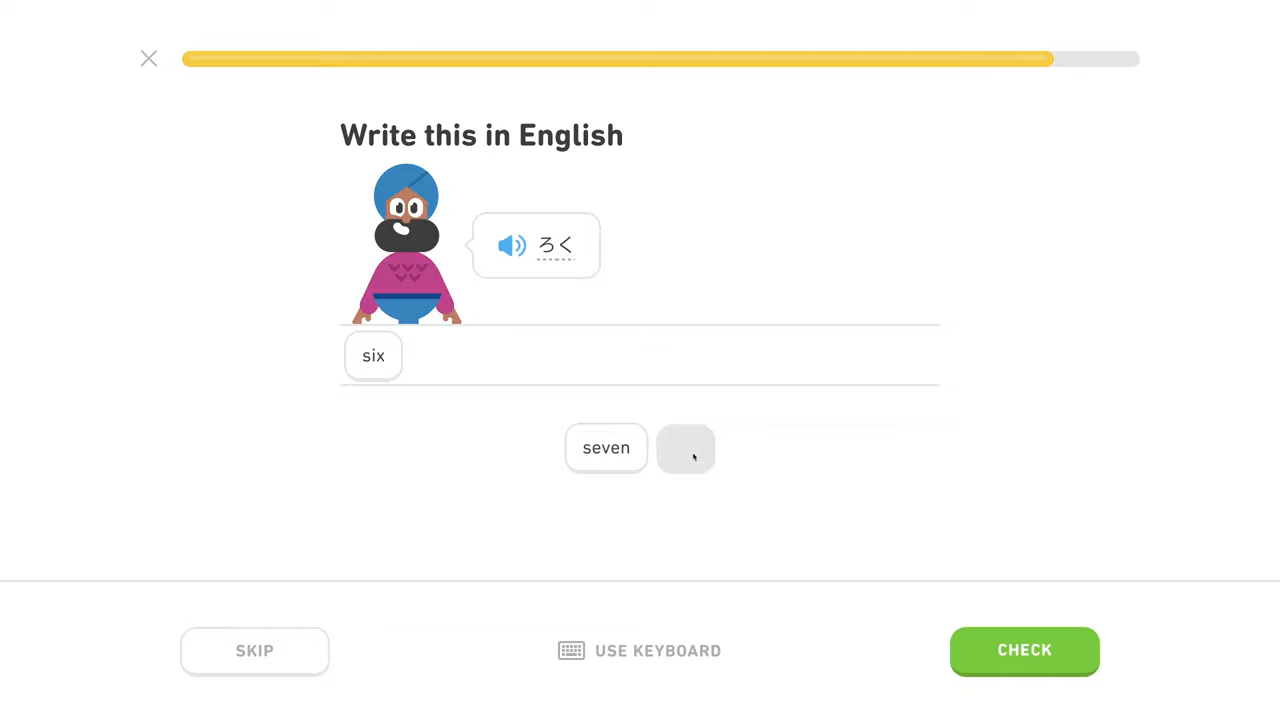 Write this in English
ろく
six
seven
SKIP
USE KEYBOARD
CHECK